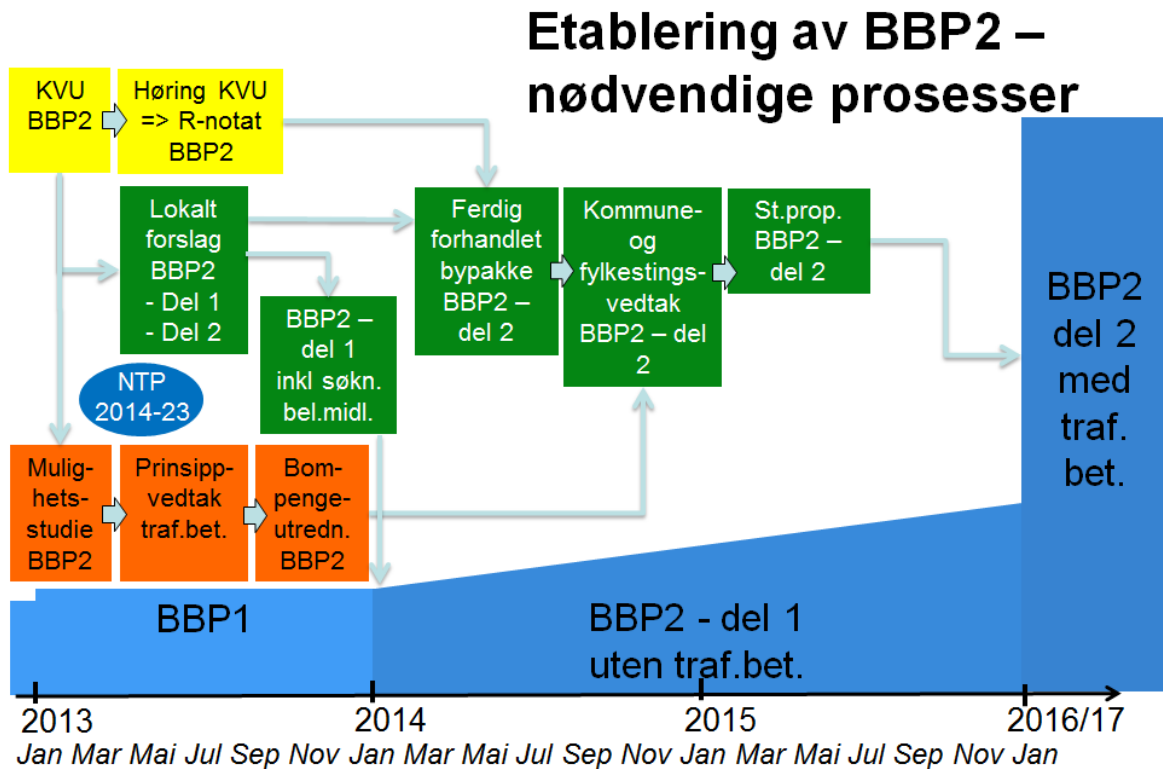 Etablering av BBP2 –
nødvendige prosesser
KVU
BBP2
Høring KVU
=> R-notat
BBP2
Lokalt
forslag
BBP2
- Del 1
- Del 2
Ferdig
forhandlet
bypakke
BBP2 –
del 2
Kommune-
og
fylkestings-
vedtak
BBP2 – del
2
St.prop.
BBP2 –
del 2
BBP2 –
del 1
inkl søkn.
bel.midl.
NTP
2014-23
Mulig-
hets-
studie
BBP2
Prinsipp-
vedtak
traf.bet.
Bom-
penge-
utredn.
BBP2
BBP2
del 2
med
traf.
bet.
BBP1
BBP2 - del 1
uten traf.bet.
2013
2014
2015
2016/17
Jan Mar Mai Jul Sep Nov Jan Mar Mai Jul Sep Nov Jan Mar Mai Jul Sep Nov Jan